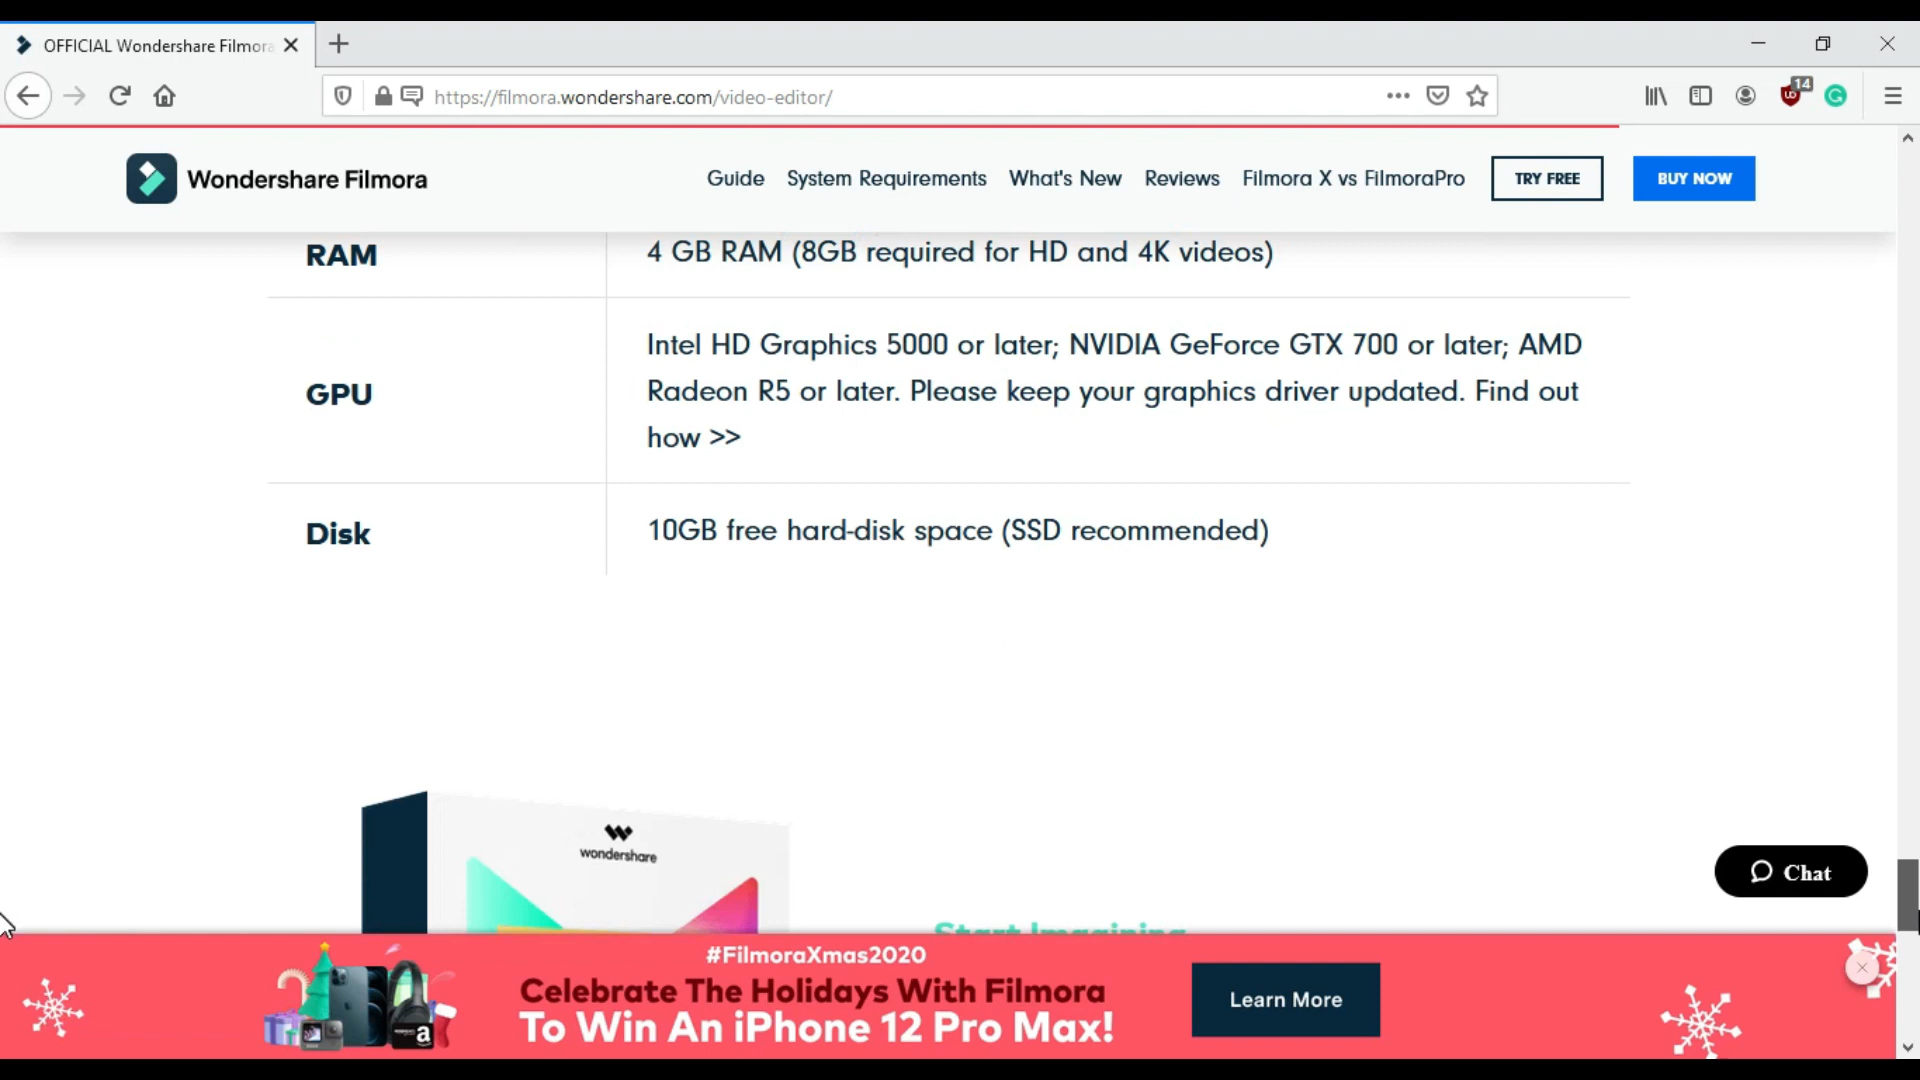 OFFICIAL Wondershare Filmora
https://filmora.wondershare.com/video-editor/
14
Wondershare Filmora
Guide
System Requirements
What's New
Reviews
Filmora X vs FilmoraPro
TRY FREE
BUY NOW
RAM
4 GB RAM (8GB required for HD and 4K videos)
GPU
Intel HD Graphics 5000 or later; NVIDIA GeForce GTX 700 or later; AMD
Radeon R5 or later. Please keep your graphics driver updated. Find out
how >>
Disk
10GB free hard-disk space (SSD recommended)
wondershare
Chat
Start Imagining
#FilmoraXmas2020
Celebrate The Holidays With Filmora
To Win An iPhone 12 Pro Max!
Learn More
a